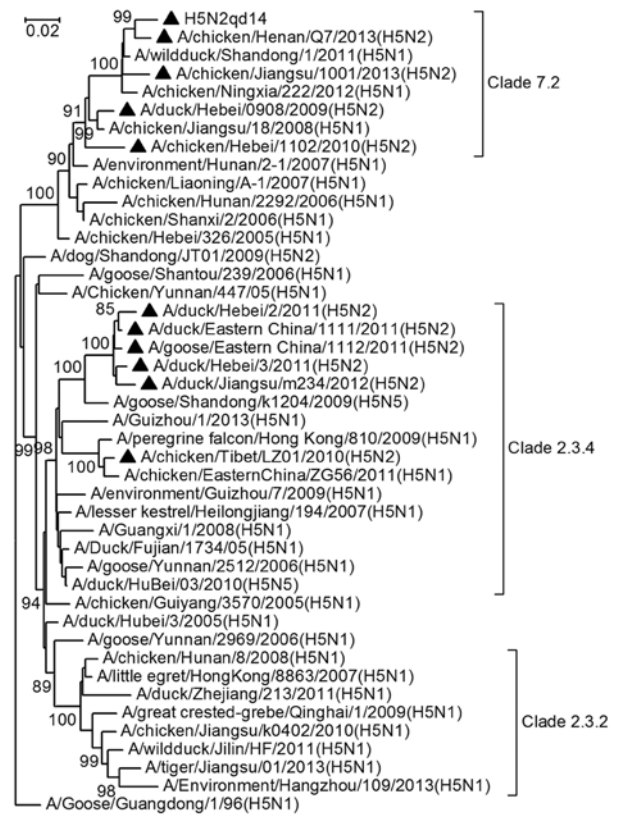 99 ▲ H5N2qd14
0.02
▲ A/chicken/Henan/Q7/2013(H5N2)
A/wildduck/Shandong/1/2011(H5N1)
100 ▲ A/chicken/Jiangsu/1001/2013(H5N2)
Clade 7.2
A/chicken/Ningxia/222/2012(H5N1)
91 ▲ A/duck/Hebei/0908/2009(H5N2)
99 A/chicken/Jiangsu/18/2008(H5N1)
▲ A/chicken/Hebei/1102/2010(H5N2)
90 A/environment/Hunan/2-1/2007(H5N1)
A/chicken/Liaoning/A-1/2007(H5N1)
100 A/chicken/Hunan/2292/2006(H5N1)
A/chicken/Shanxi/2/2006(H5N1)
A/chicken/Hebei/326/2005(H5N1)
A/dog/Shandong/JT01/2009(H5N2)
A/goose/Shantou/239/2006(H5N1)
A/Chicken/Yunnan/447/05(H5N1)
85 ▲ A/duck/Hebei/2/2011(H5N2)
▲ A/duck/Eastern China/1111/2011(H5N2)
100 ▲ A/goose/Eastern China/1112/2011(H5N2)
▲ A/duck/Hebei/3/2011(H5N2)
▲ A/duck/Jiangsu/m234/2012(H5N2)
A/goose/Shandong/k1204/2009(H5N5)
A/Guizhou/1/2013(H5N1)
99 98 A/peregrine falcon/Hong Kong/810/2009(H5N1)
Clade 2.3.4
100 ▲ A/chicken/Tibet/LZ01/2010(H5N2)
A/chicken/EasternChina/ZG56/2011(H5N1)
A/environment/Guizhou/7/2009(H5N1)
A/lesser kestrel/Heilongjiang/194/2007(H5N1)
A/Guangxi/1/2008(H5N1)
A/Duck/Fujian/1734/05(H5N1)
A/goose/Yunnan/2512/2006(H5N1)
A/duck/HuBei/03/2010(H5N5)
94 A/chicken/Guiyang/3570/2005(H5N1)
A/duck/Hubei/3/2005(H5N1)
A/goose/Yunnan/2969/2006(H5N1)
A/chicken/Hunan/8/2008(H5N1)
89 A/little egret/HongKong/8863/2007(H5N1)
A/duck/Zhejiang/213/2011(H5N1)
100 A/great crested-grebe/Qinghai/1/2009(H5N1)
Clade 2.3.2
A/chicken/Jiangsu/k0402/2010(H5N1)
A/wildduck/Jilin/HF/2011(H5N1)
99 A/tiger/Jiangsu/01/2013(H5N1)
98 A/Environment/Hangzhou/109/2013(H5N1)
A/Goose/Guangdong/1/96(H5N1)